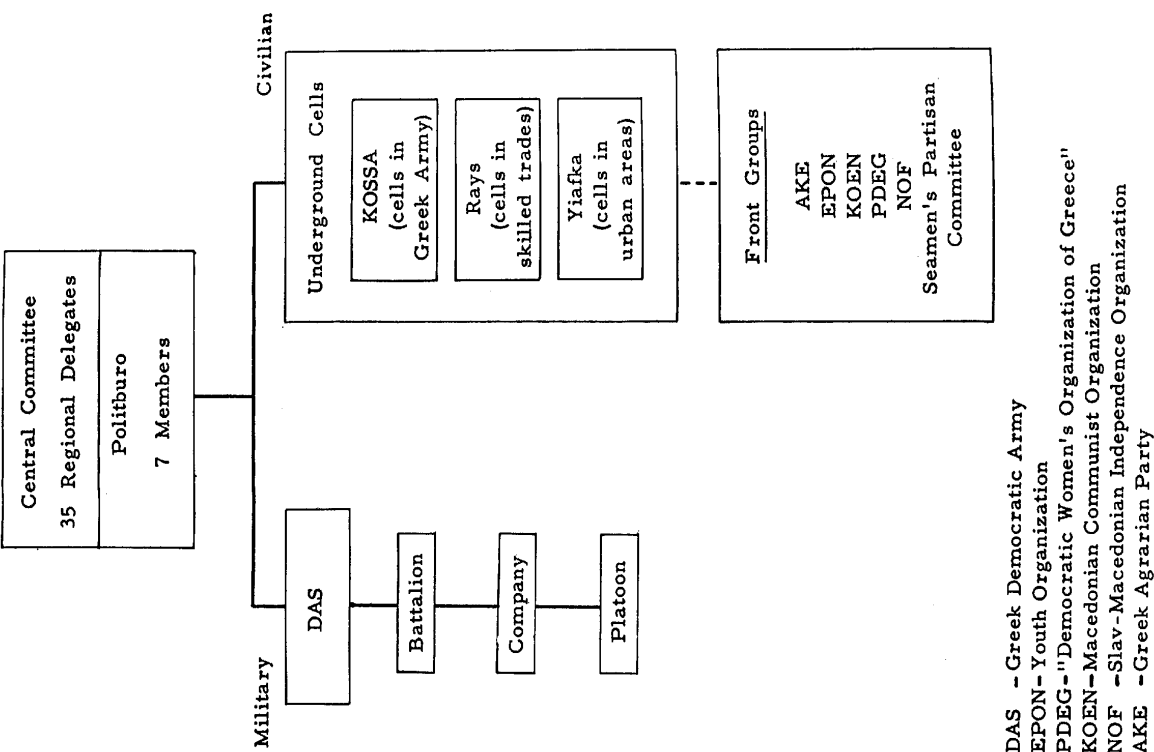 Central Committee
35 Regional Delegates
Politburo
7 Members
Military
Civilian
DAS
Battalion
Company
Platoon
Underground Cells
KOSSA
(cells in
Greek Army)
Rays
(cells in
skilled trades)
Yiafka
(cells in
urban areas)
Front Groups
AKE
EPON
KOEN
PDEG
NOF
Seamen's Partisan
Committee
DAS - Greek Democratic Army
EPON- Youth Organization
PDEG- "Democratic Women's Organization of Greece"
KOEN-Macedonian Communist Organization
NOF -Slav-Macedonian Independence Organization
AKE -Greek Agrarian Party